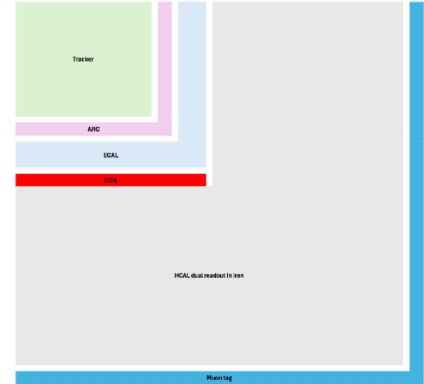 Tracker
ARC
ECAL
COIL
HCAL dual readout in Iron
Muon tag